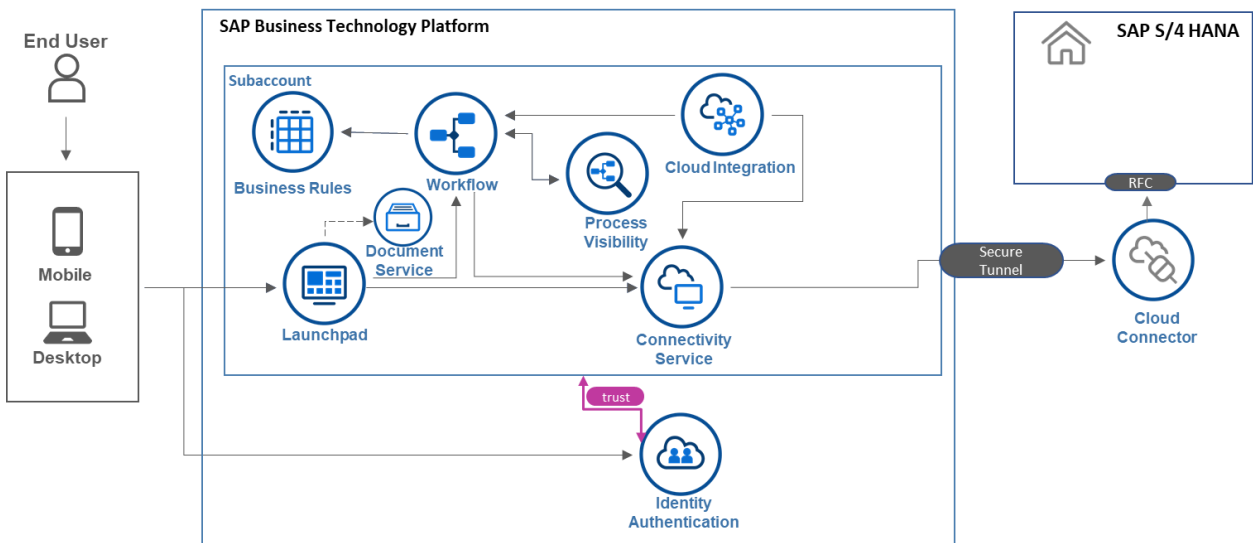 End User
Mobile
Desktop
SAP Business Technology Platform
Subaccount
Business Rules
Workflow
Cloud Integration
Process
Visibility
Document
Service
Launchpad
Connectivity
Service
trust
Identity
Authentication
Secure
Tunnel
SAP S/4 HANA
RFC
Cloud
Connector